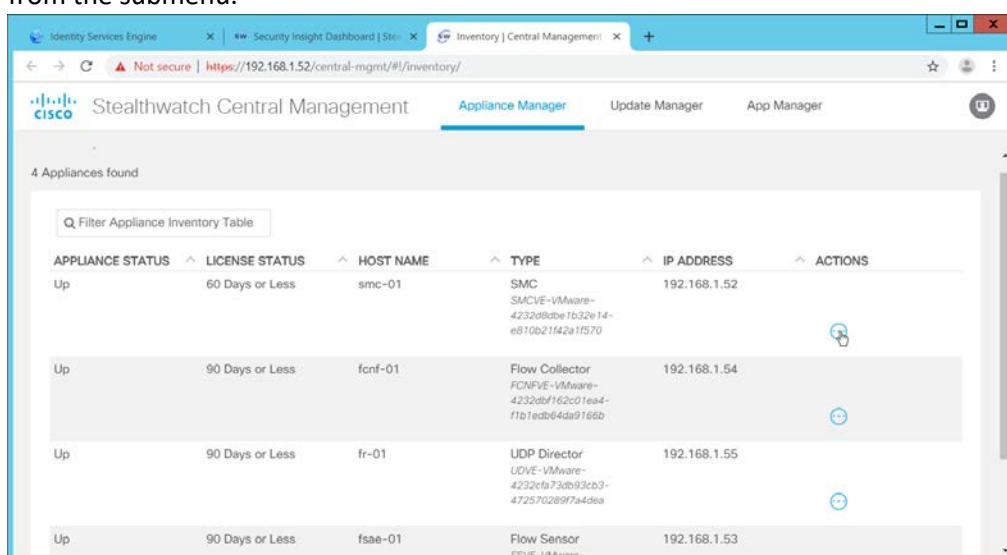 from the submenu.
Identity Services Engine
Security Insight Dashboard | Ste
Inventory | Central Management
Not secure | https://192.168.1.52/central-mgmt/#!/inventory/
CISCO Stealthwatch Central Management Appliance Manager Update Manager App Manager
4 Appliances found
Filter Appliance Inventory Table
APPLIANCE STATUS LICENSE STATUS HOST NAME TYPE IP ADDRESS ACTIONS
Up 60 Days or Less smc-01 SMC 192.168.1.52
SMCVE-VMware-
4232d8dbe1b32e14-
e810b21f42a1f570
Up 90 Days or Less fcnf-01 Flow Collector 192.168.1.54
FCNFVE-VMware-
4232dbf162c01ea4-
f1b1edb64da9166b
Up 90 Days or Less fr-01 UDP Director 192.168.1.55
UDVE-VMware-
4232cfa73db93cb3-
472570289f7a4dea
Up 90 Days or Less fsae-01 Flow Sensor 192.168.1.53